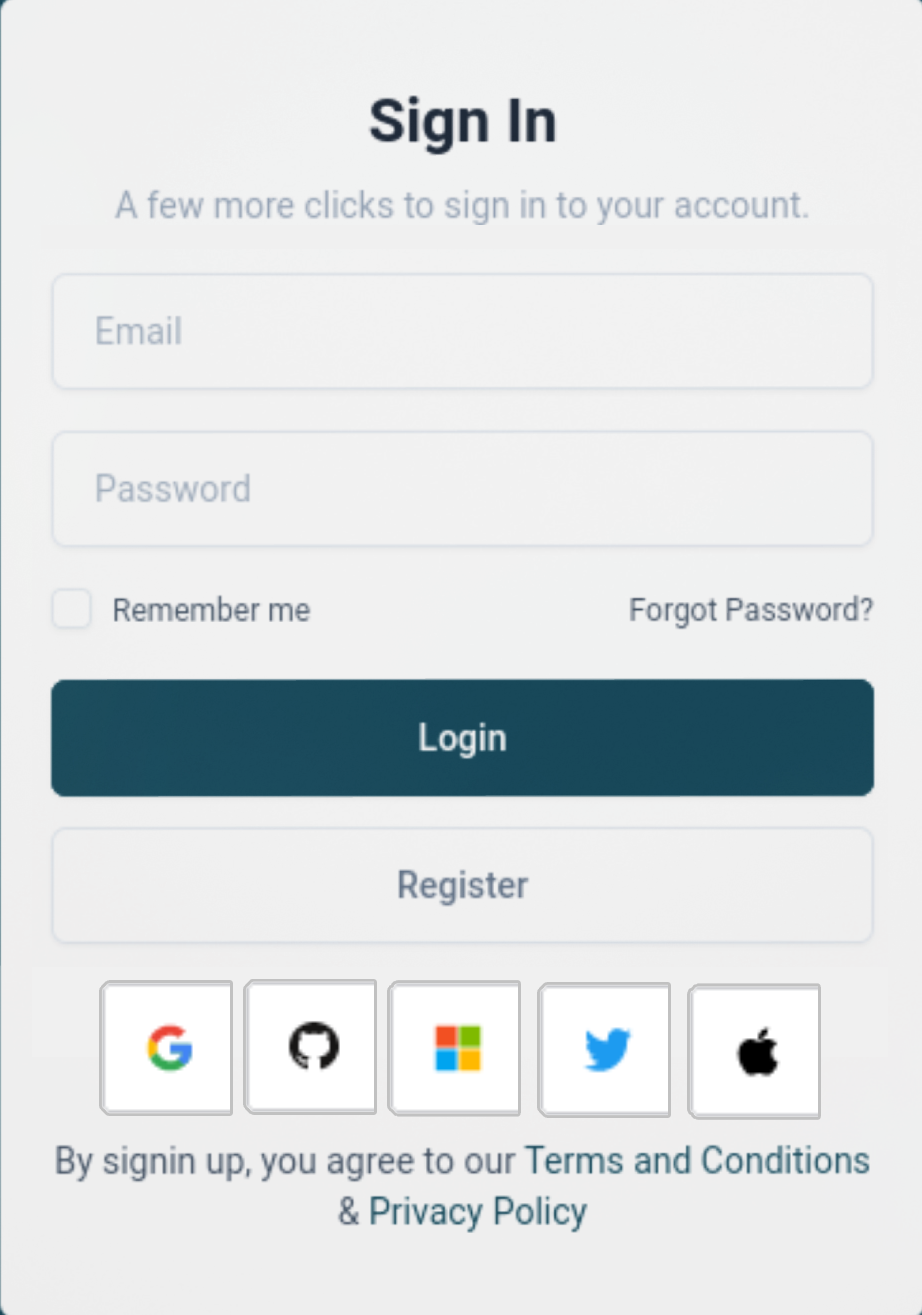 Sign In
A few more clicks to sign in to your account.
Email
Password
Remember me
Forgot Password?
Login
Register
By signin up, you agree to our Terms and Conditions
& Privacy Policy